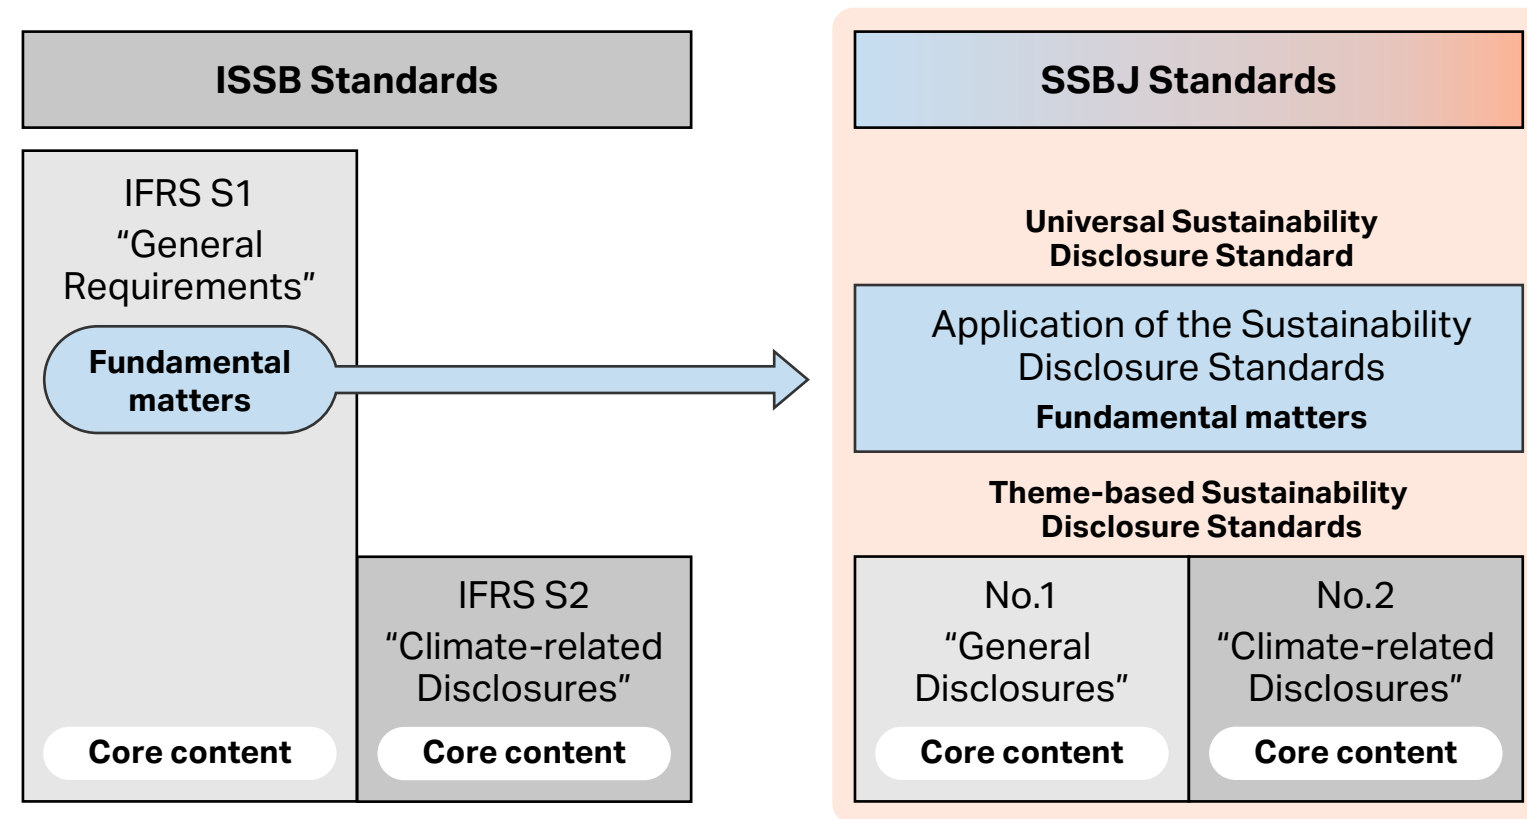 ISSB Standards
IFRS S1
“General
Requirements”
Fundamental
matters
Core content
IFRS S2
“Climate-related
Disclosures”
Core content
SSBJ Standards
Universal Sustainability
Disclosure Standard
Application of the Sustainability
Disclosure Standards
Fundamental matters
Theme-based Sustainability
Disclosure Standards
No.1
“General
Disclosures”
Core content
No.2
“Climate-related
Disclosures”
Core content